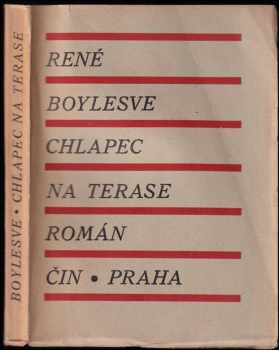 BOYLESVE • CHLAPEC NA TERASE
RENÉ
BOYLESVE
CHLAPEC
NA TERASE
ROMÁN
ČIN • PRAHA